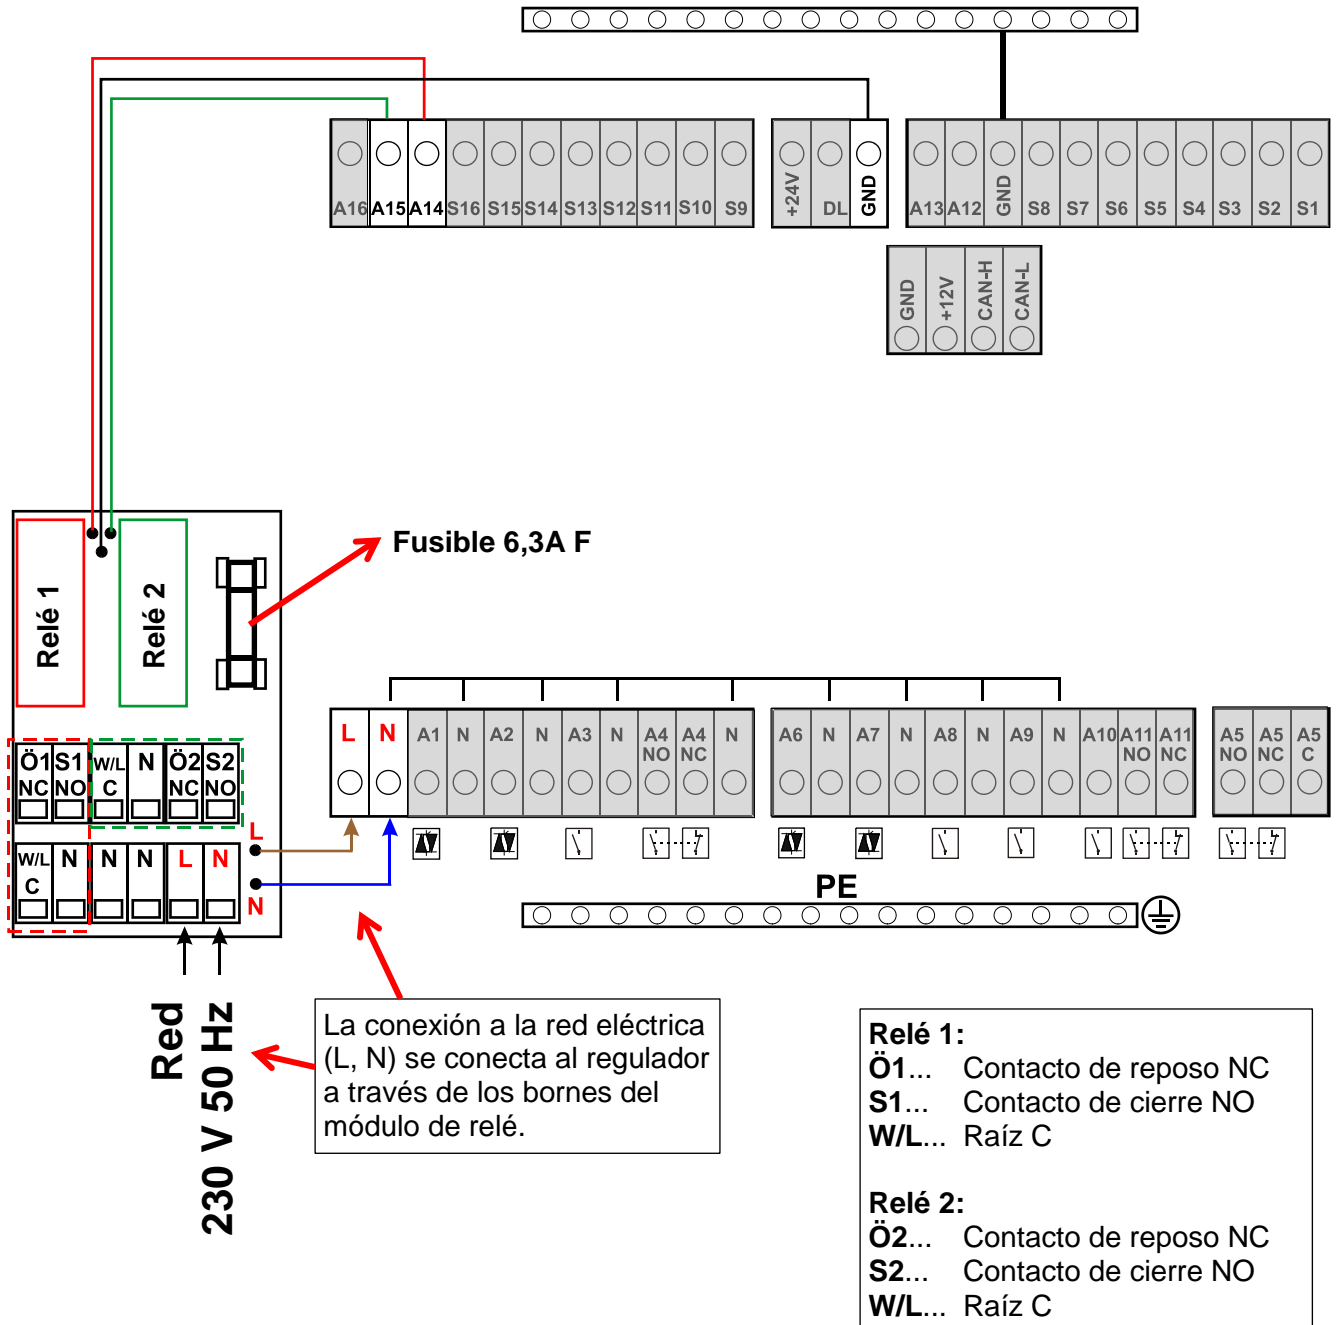 A16 A15 A14 S16 S15 S14 S13 S12 S11 S10 S9 +24V DL GND A13 A12 GND S8 S7 S6 S5 S4 S3 S2 S1
GND +12V CAN-H CAN-L
Fusible 6,3A F
Relé 1 Relé 2
L N A1 N A2 N A3 N A4 NO A4 NC N A6 N A7 N A8 N A9 N A10 A11 NO A11 NC A5 NO A5 NC A5 C
Ö1 NC S1 NO W/L C N Ö2 NC S2 NO
L
W/L C N N N L N
N
PE
Red
230 V 50 Hz
La conexión a la red eléctrica
(L, N) se conecta al regulador
a través de los bornes del
módulo de relé.
Relé 1:
Ö1... Contacto de reposo NC
S1... Contacto de cierre NO
W/L... Raíz C
Relé 2:
Ö2... Contacto de reposo NC
S2... Contacto de cierre NO
W/L... Raíz C